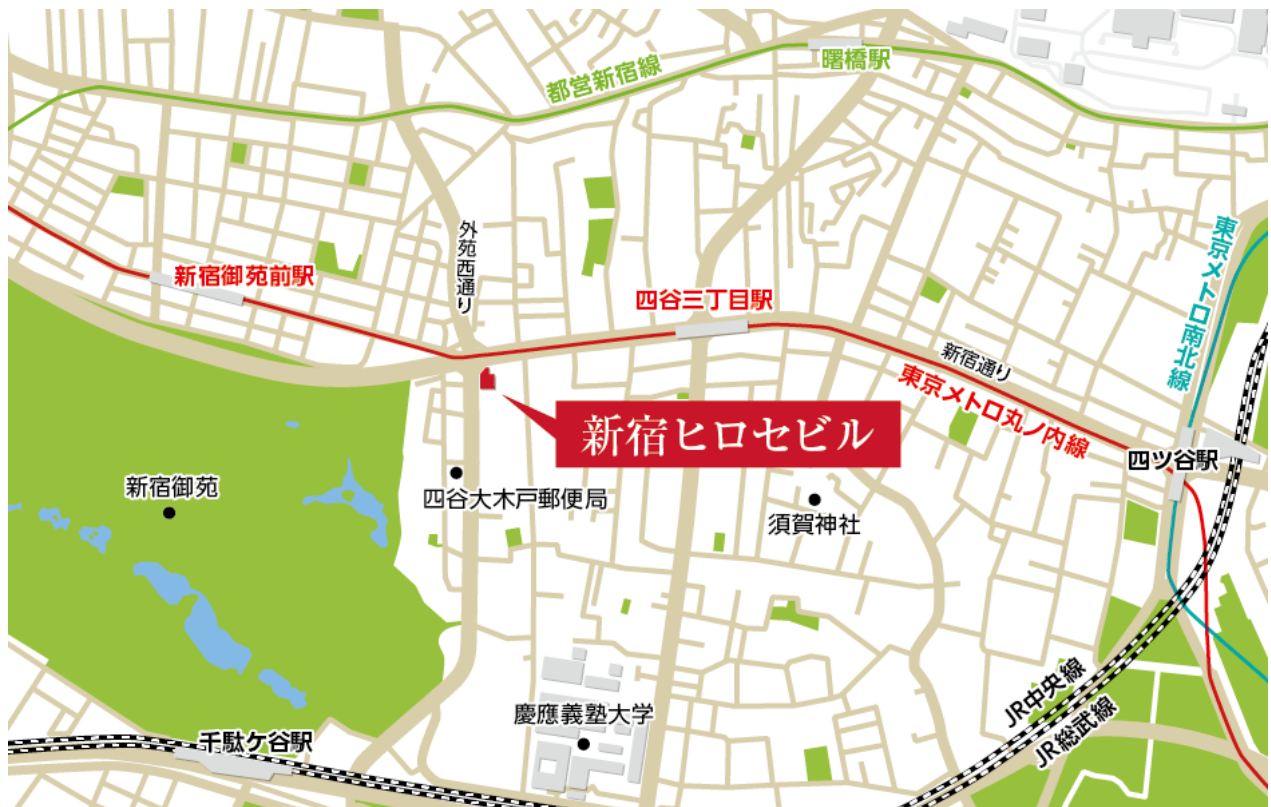 曙橋駅
都営新宿線
外苑西通り
東京メトロ南北線
新宿御苑前駅
四谷三丁目駅
新宿通り
東京メトロ丸ノ内線
新宿ヒロセビル
四ツ谷駅
新宿御苑
四谷大木戸郵便局
須賀神社
JR中央線
JR総武線
慶應義塾大学
千駄ケ谷駅